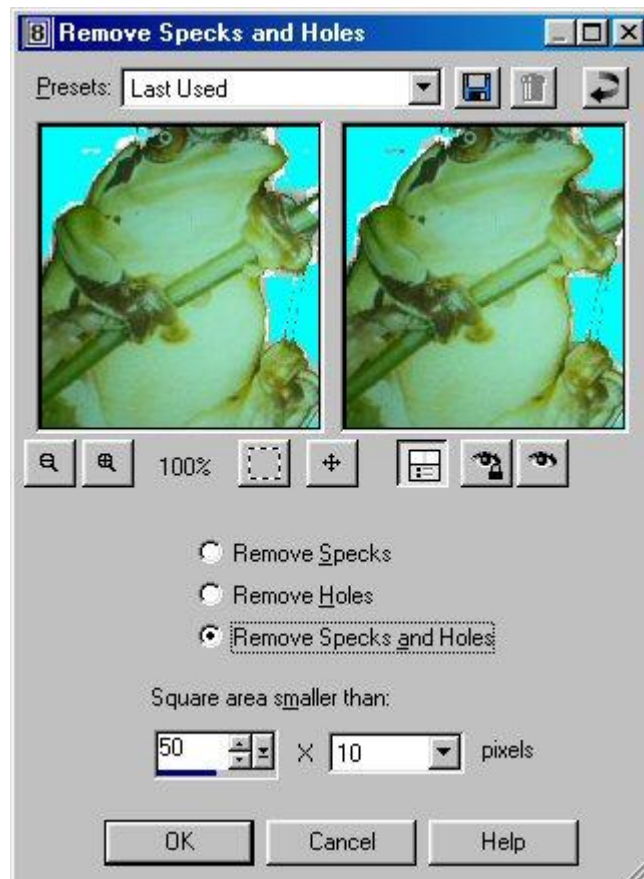 8 Remove Specks and Holes
Presets: Last Used
100%
Remove Specks
Remove Holes
Remove Specks and Holes
Square area smaller than:
50 X 10 pixels
OK Cancel Help